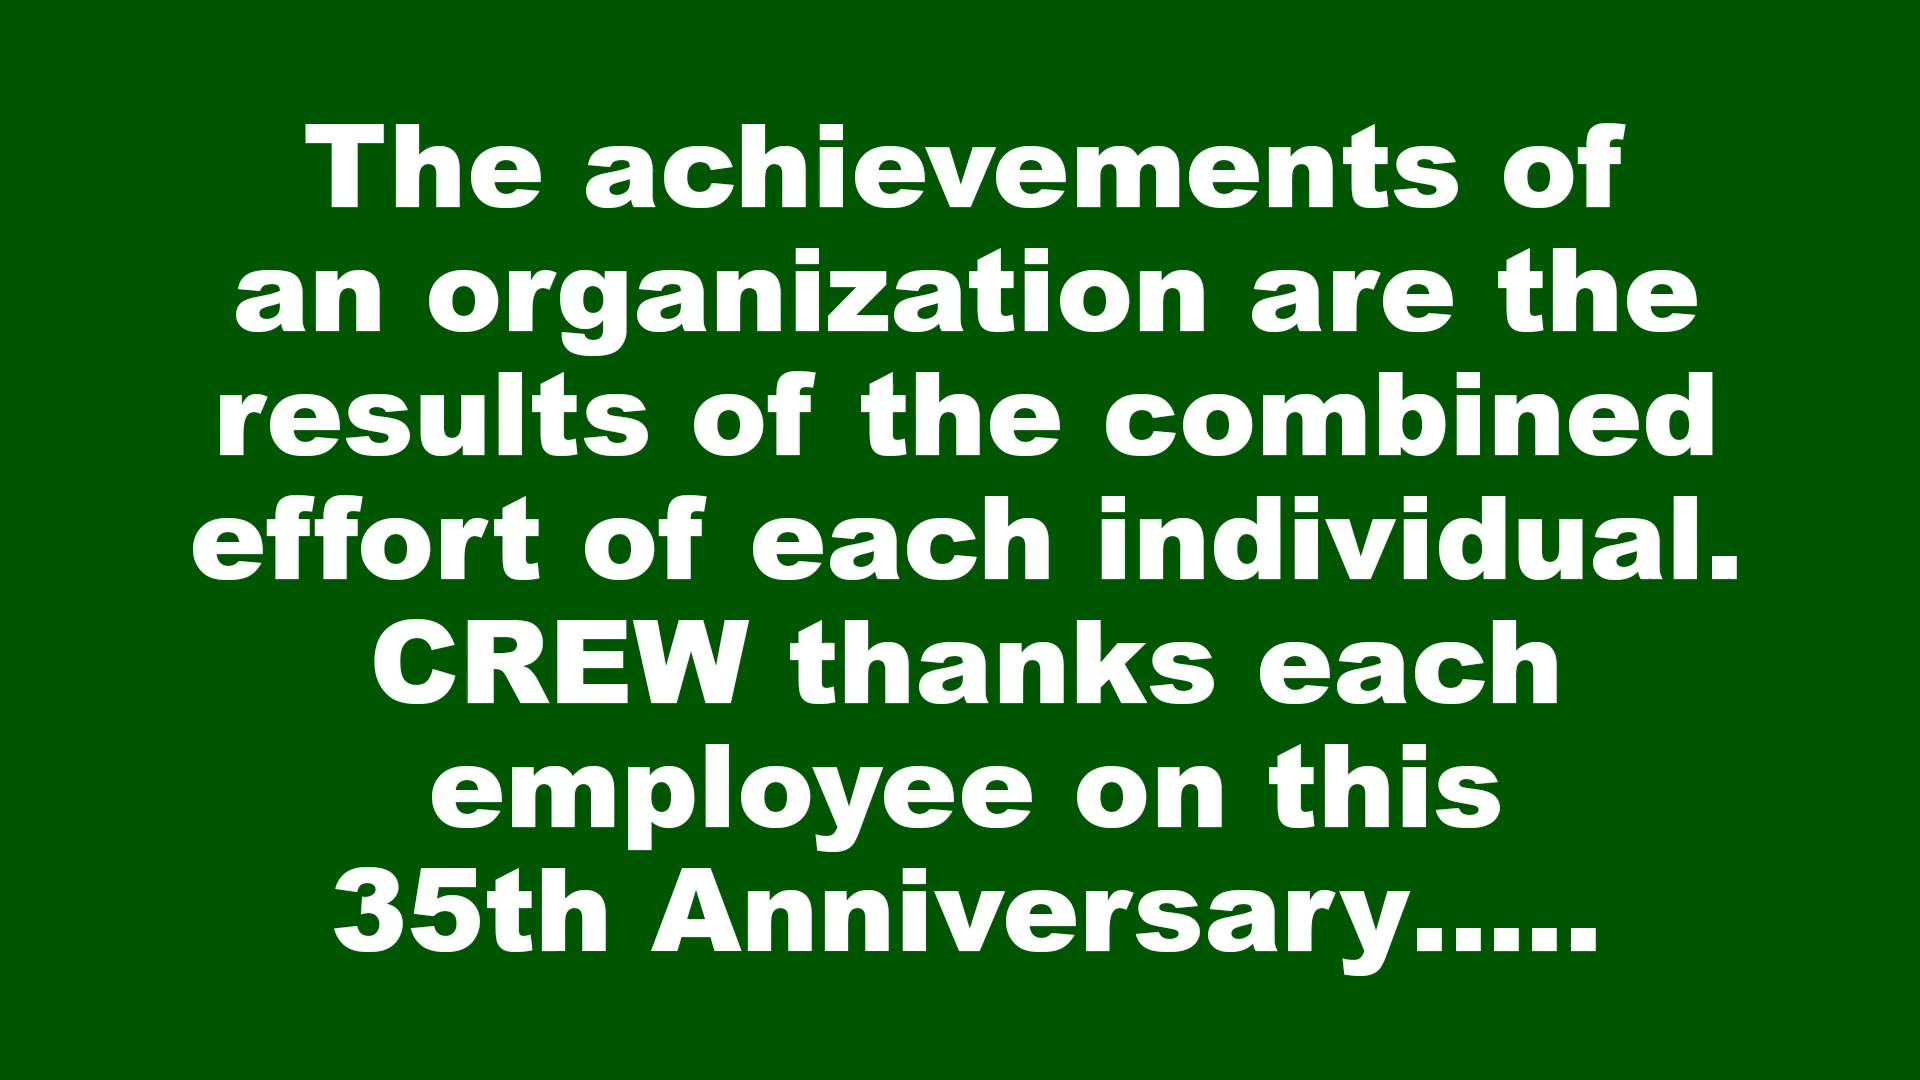 The achievements of
an organization are the
results of the combined
effort of each individual.
CREW thanks each
employee on this
35th Anniversary.....